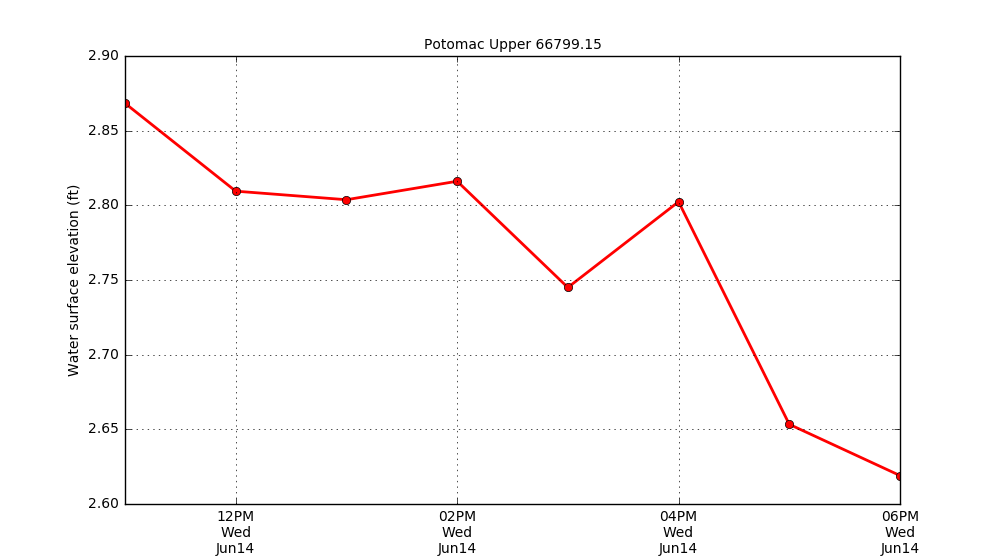 Potomac Upper 66799.15
2.90
2.85
2.80
2.75
2.70
2.65
2.60
Water surface elevation (ft)
12PM
Wed
Jun14
02PM
Wed
Jun14
04PM
Wed
Jun14
06PM
Wed
Jun14